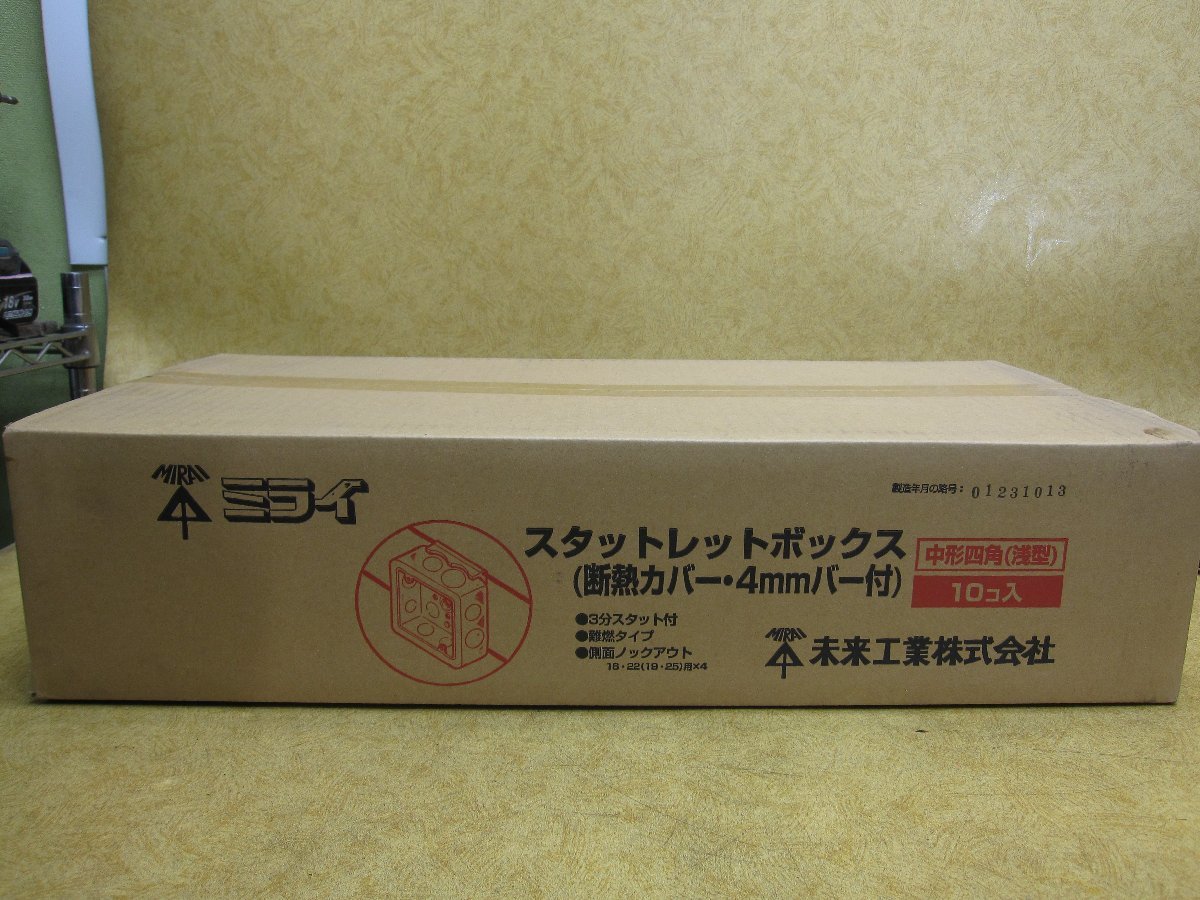 MIRAI
ミライ
製造年月の略号：01231013
スタットレットボックス
(断熱カバー・4mmバー付)
中形四角(浅型)
10コ入
●3分スタット付
●難燃タイプ
●側面ノックアウト
16・22(19・25)用×4
MIRAI
未来工業株式会社
18V